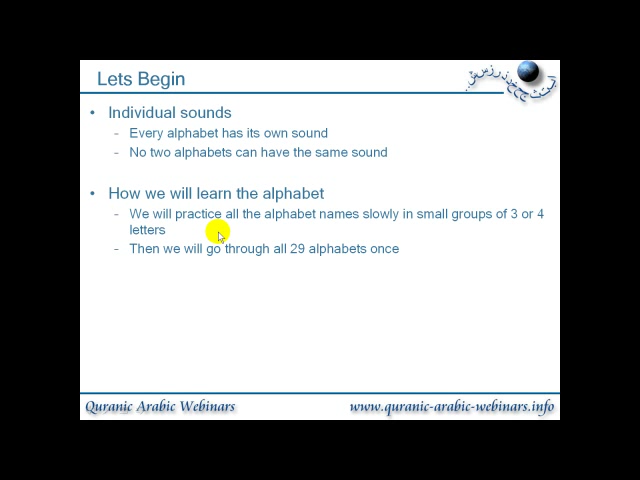 Lets Begin
• Individual sounds
- Every alphabet has its own sound
- No two alphabets can have the same sound
• How we will learn the alphabet
- We will practice all the alphabet names slowly in small groups of 3 or 4
letters
- Then we will go through all 29 alphabets once
Quranic Arabic Webinars
www.quranic-arabic-webinars.info